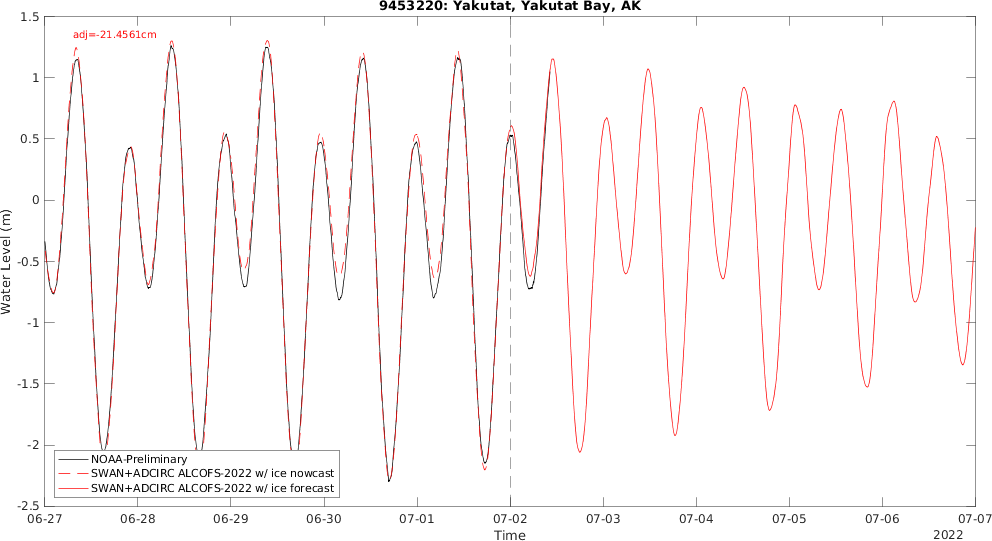 9453220: Yakutat, Yakutat Bay, AK
adj=-21.4561cm
1.5
1
0.5
0
-0.5
-1
-1.5
-2
-2.5
Water Level (m)
NOAA-Preliminary
SWAN+ADCIRC ALCOFS-2022 w/ ice nowcast
SWAN+ADCIRC ALCOFS-2022 w/ ice forecast
06-27 06-28 06-29 06-30 07-01 07-02 07-03 07-04 07-05 07-06 07-07
Time
2022